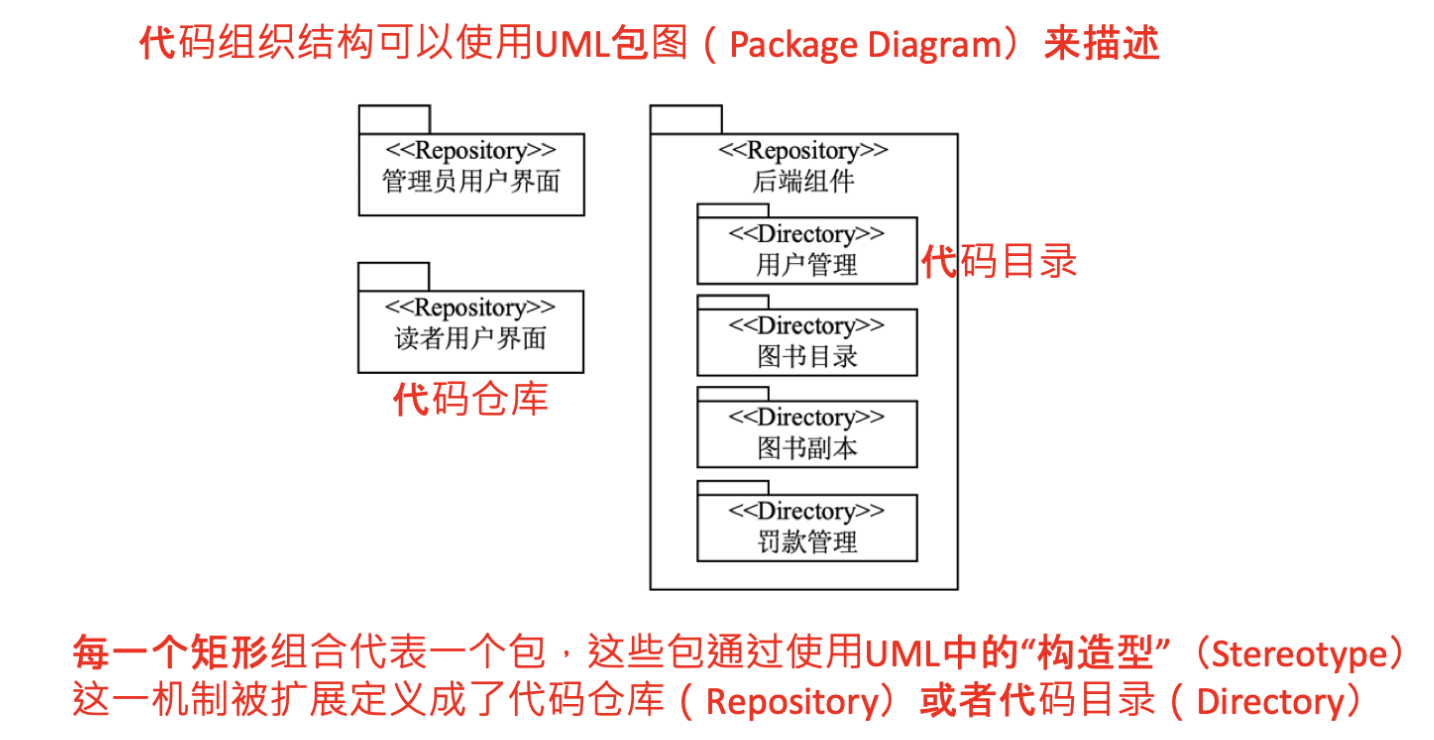 代码组织结构可以使用UML包图（Package Diagram）来描述
<<Repository>>
管理员用户界面
<<Repository>>
读者用户界面
代码仓库
<<Repository>>
后端组件
<<Directory>>
用户管理
代码目录
<<Directory>>
图书目录
<<Directory>>
图书副本
<<Directory>>
罚款管理
每一个矩形组合代表一个包，这些包通过使用UML中的“构造型”（Stereotype）
这一机制被扩展定义成了代码仓库（Repository）或者代码目录（Directory）